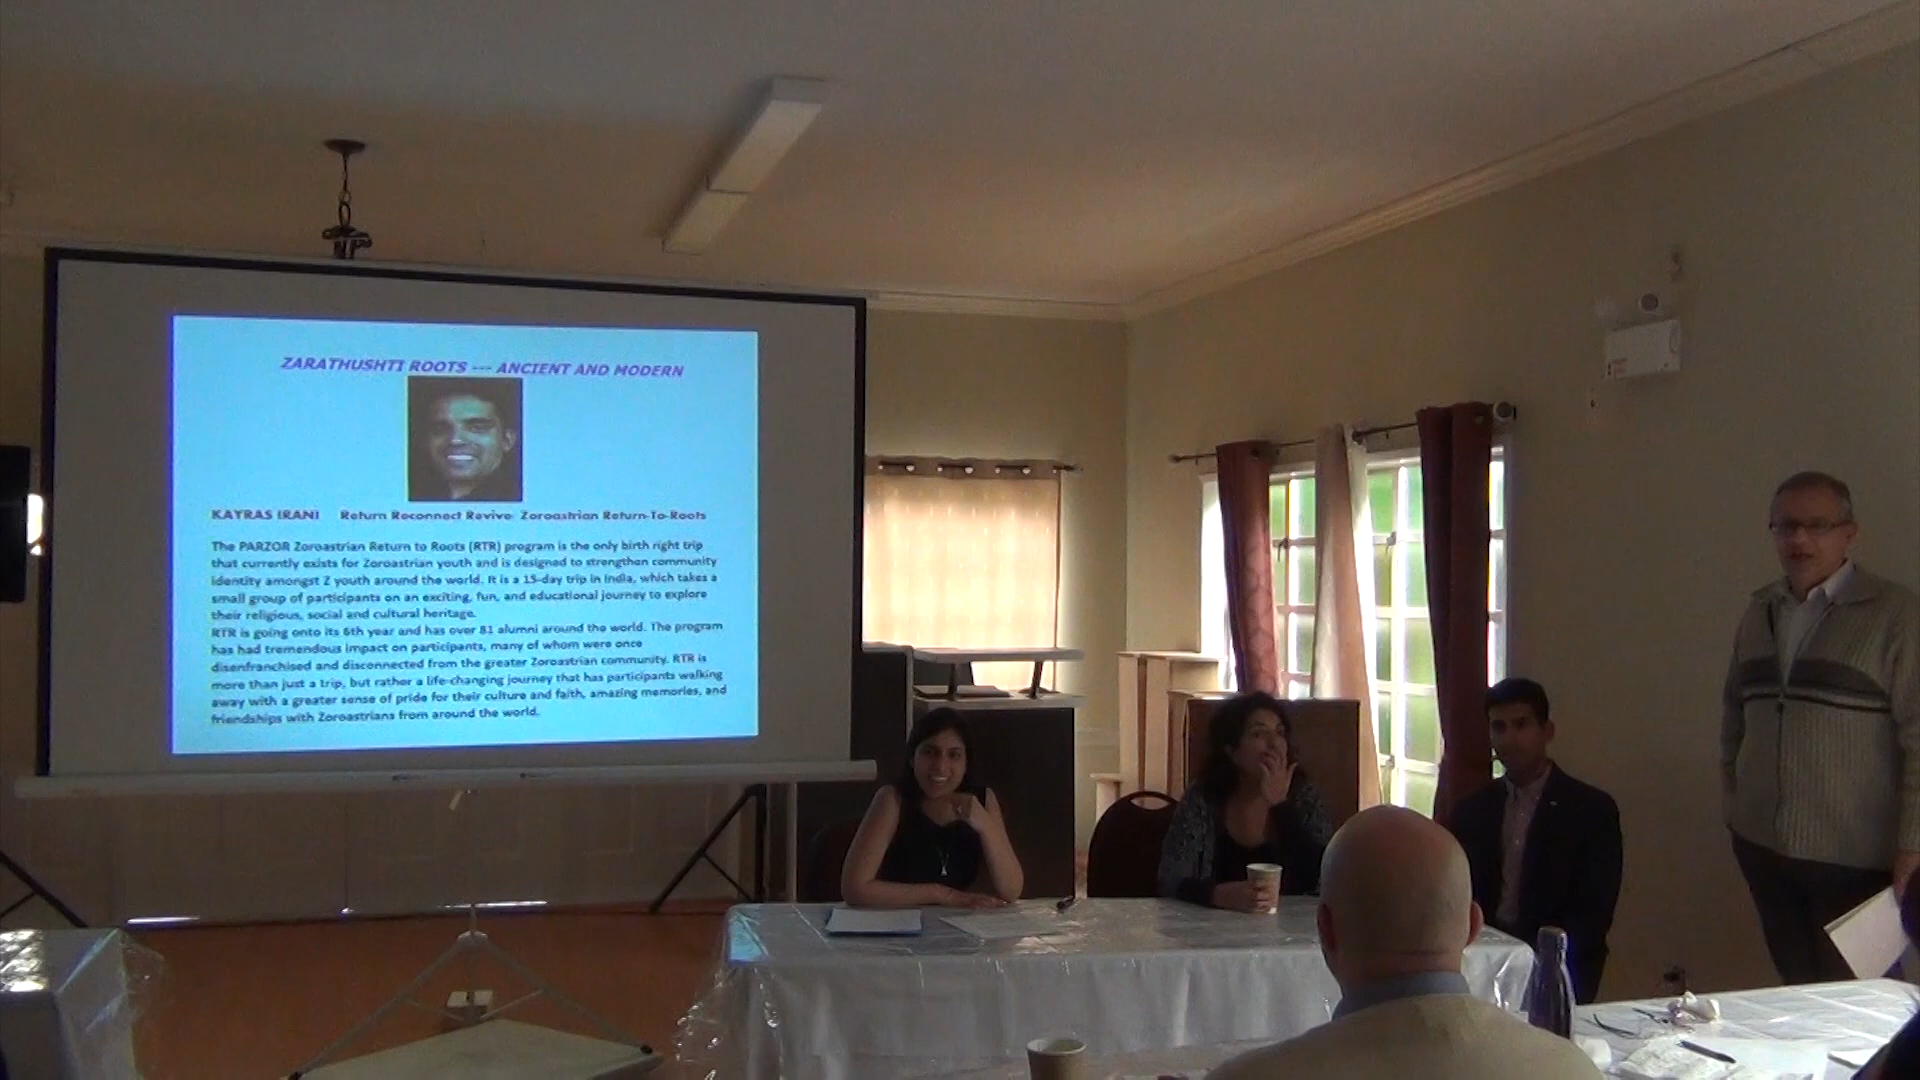 ZARATHUSHTI ROOTS --- ANCIENT AND MODERN
KAYRAS IRANI Return Reconnect Revive- Zoroastrian Return-To-Roots
The PARZOR Zoroastrian Return to Roots (RTR) program is the only birth right trip
that currently exists for Zoroastrian youth and is designed to strengthen community
identity amongst Z youth around the world. It is a 15-day trip in India, which takes a
small group of participants on an exciting, fun, and educational journey to explore
their religious, social and cultural heritage.
RTR is going onto its 6th year and has over 81 alumni around the world. The program
has had tremendous impact on participants, many of whom were once
disenfranchised and disconnected from the greater Zoroastrian community. RTR is
more than just a trip, but rather a life-changing journey that has participants walking
away with a greater sense of pride for their culture and faith, amazing memories, and
friendships with Zoroastrians from around the world.